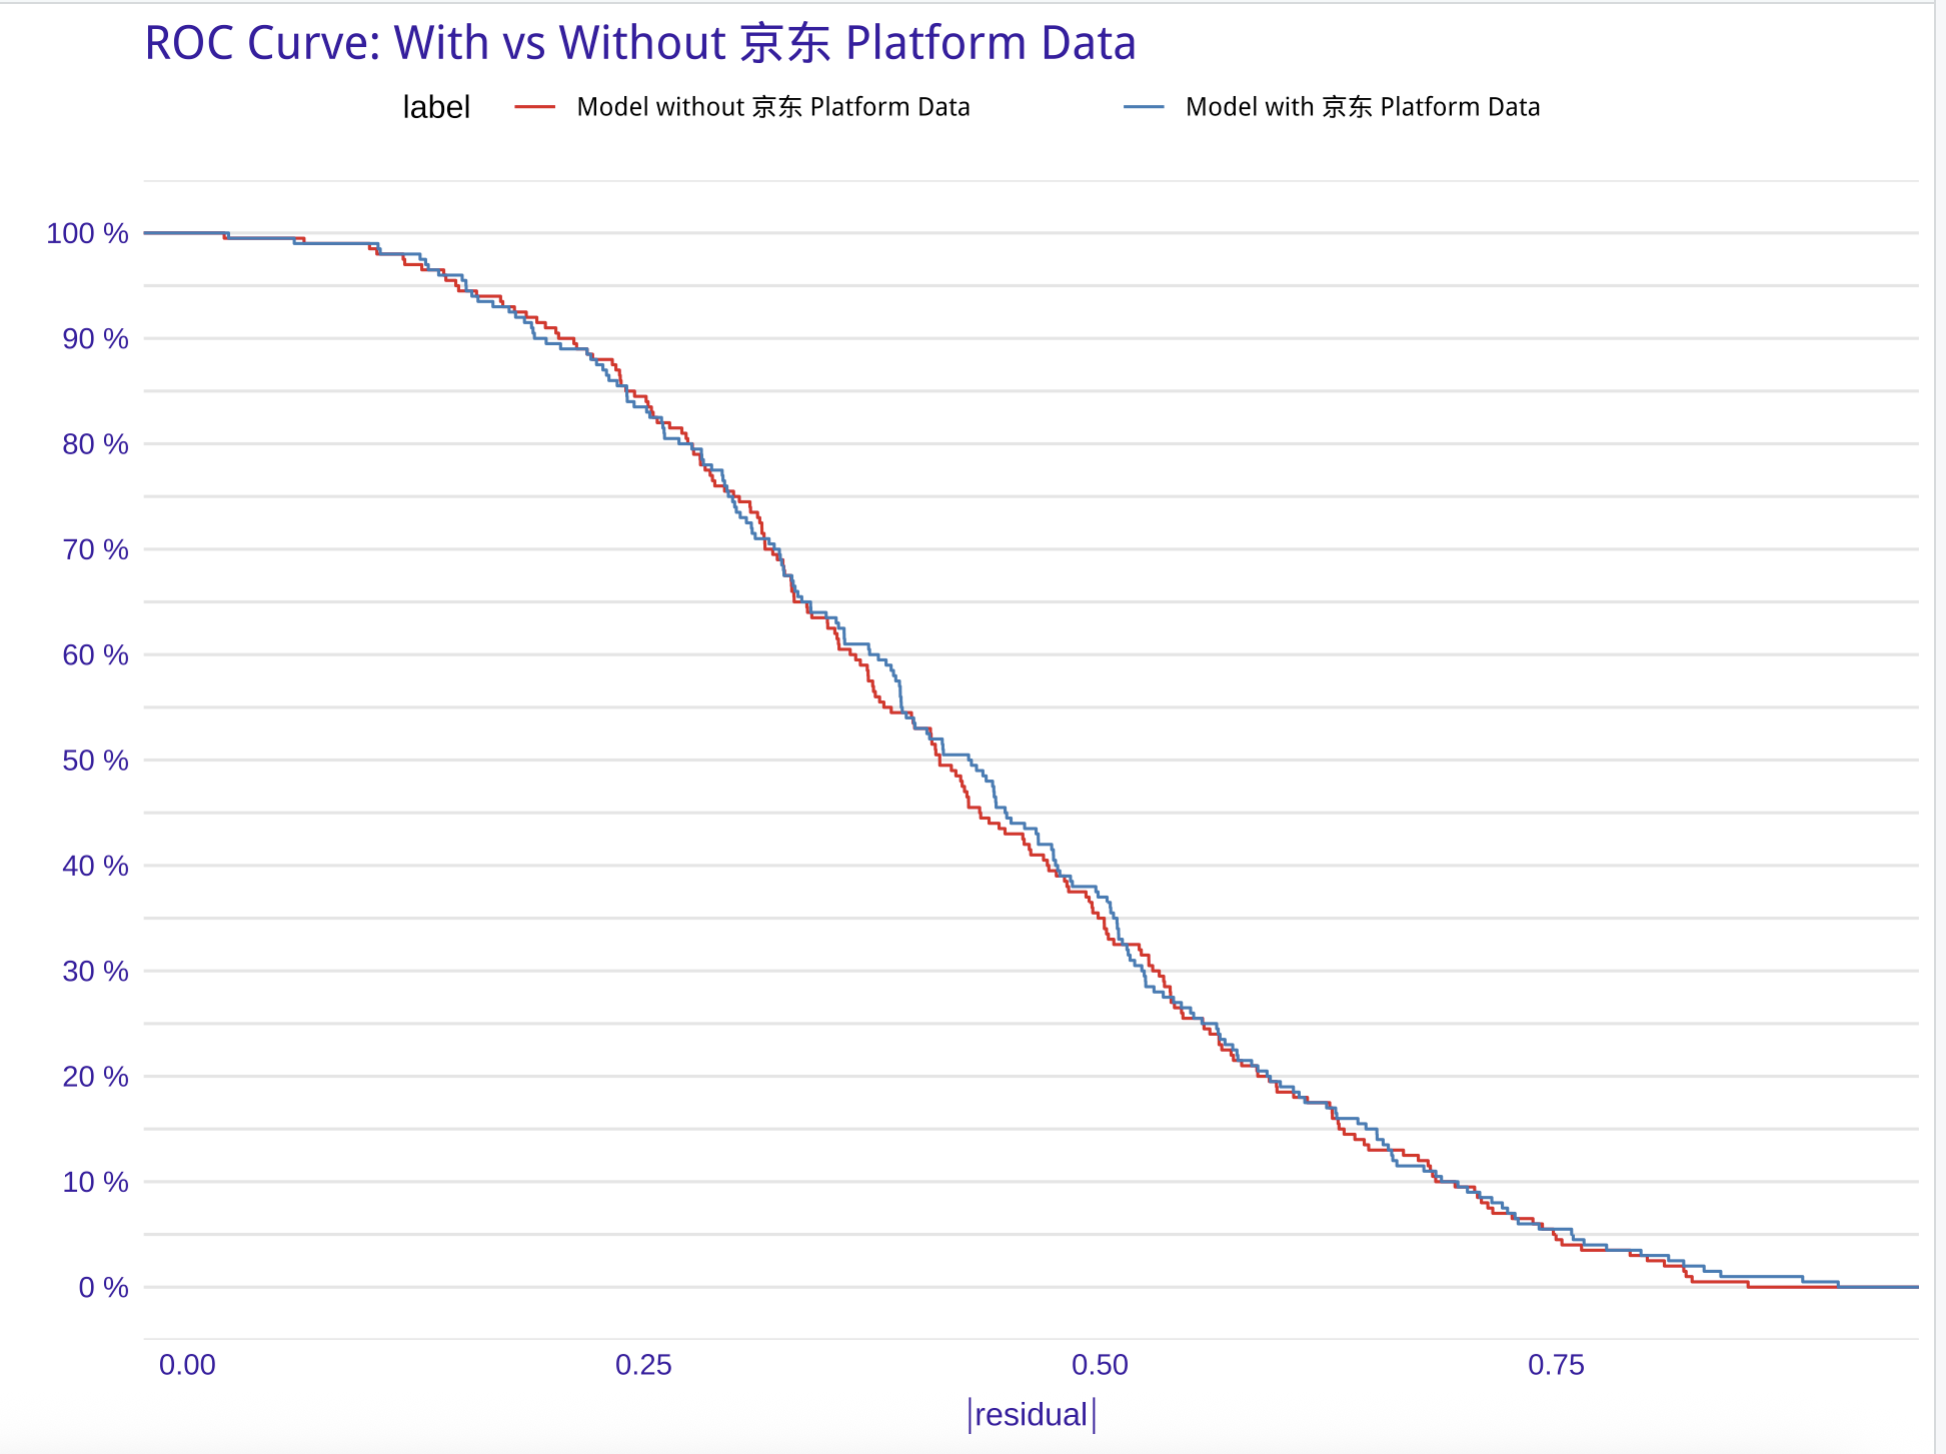 ROC Curve: With vs Without 京东 Platform Data
label Model without 京东 Platform Data Model with 京东 Platform Data
100 %
90 %
80 %
70 %
60 %
50 %
40 %
30 %
20 %
10 %
0 %
0.00 0.25 0.50 0.75
|residual|